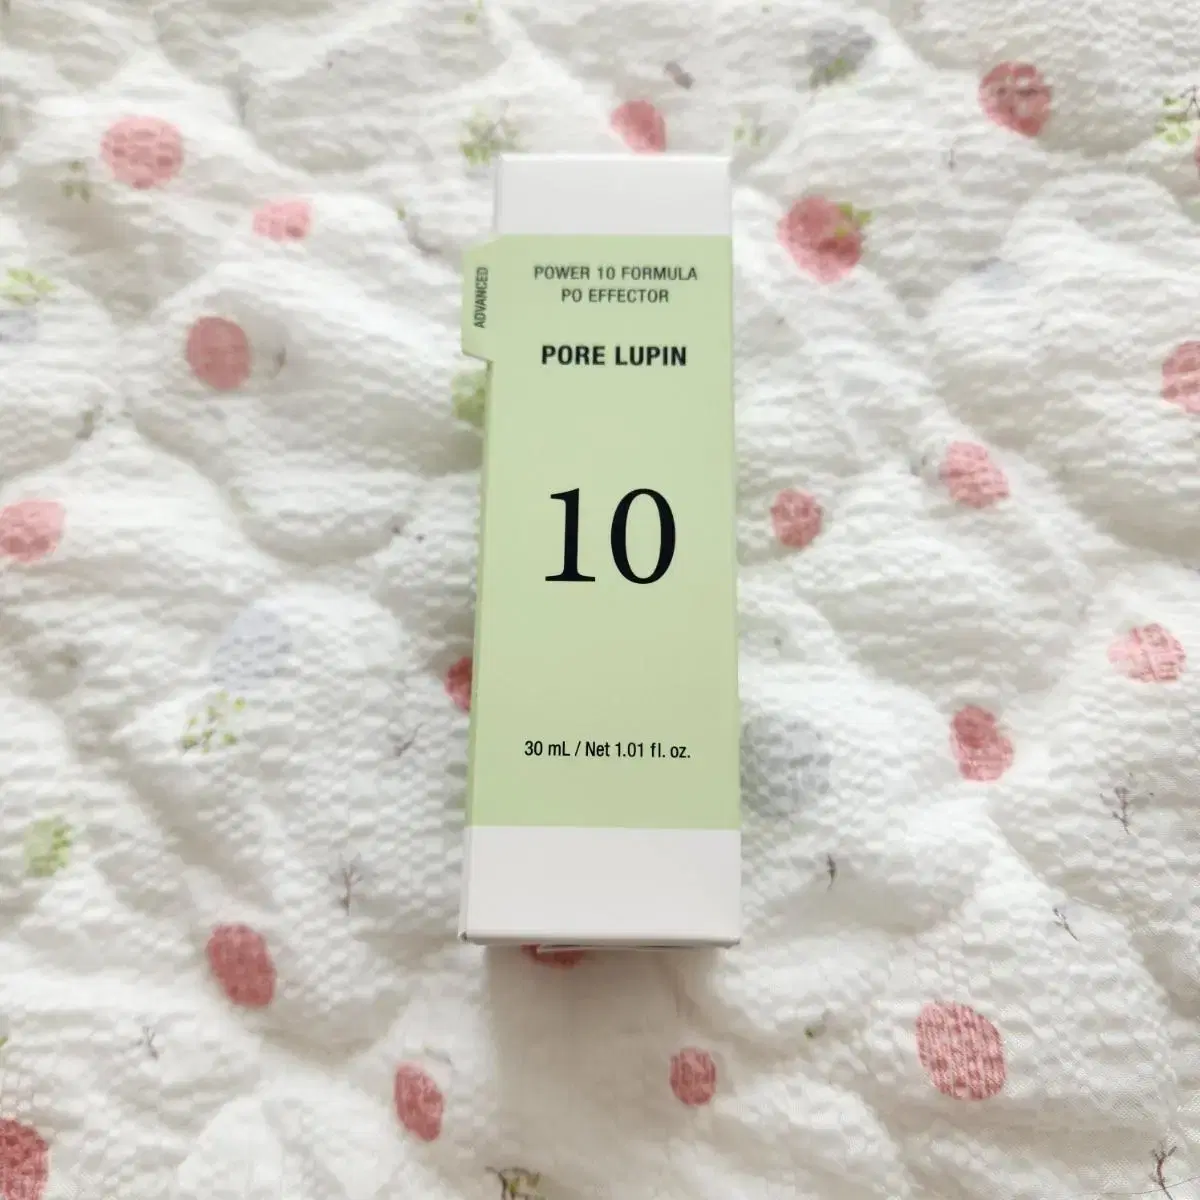 ADVANCED
POWER 10 FORMULA
PO EFFECTOR
PORE LUPIN
10
30 mL / Net 1.01 fl. oz.